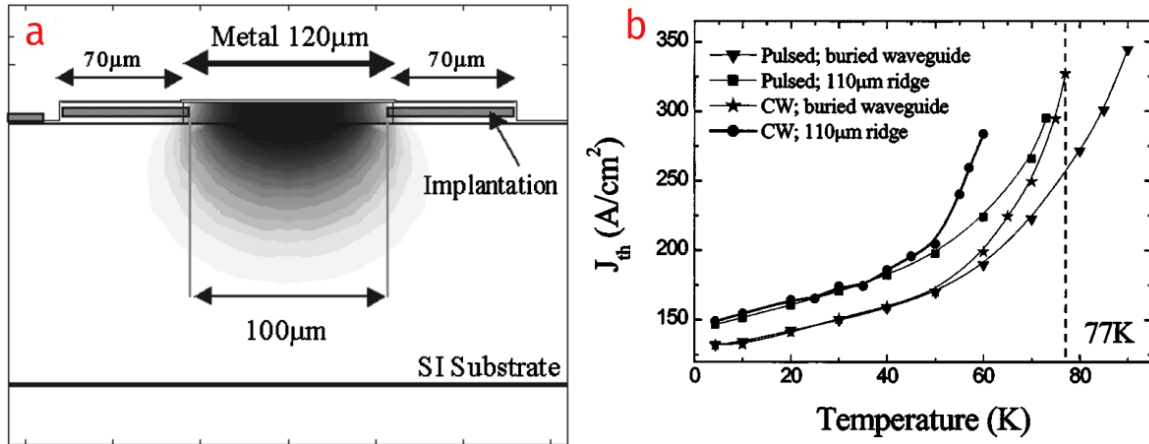 a
Metal 120μm
70μm
70μm
Implantation
100μm
SI Substrate
b
Pulsed; buried waveguide
Pulsed; 110μm ridge
CW; buried waveguide
CW; 110μm ridge
350
300
250
200
150
J_th (A/cm²)
0
20
40
60
80
77K
Temperature (K)